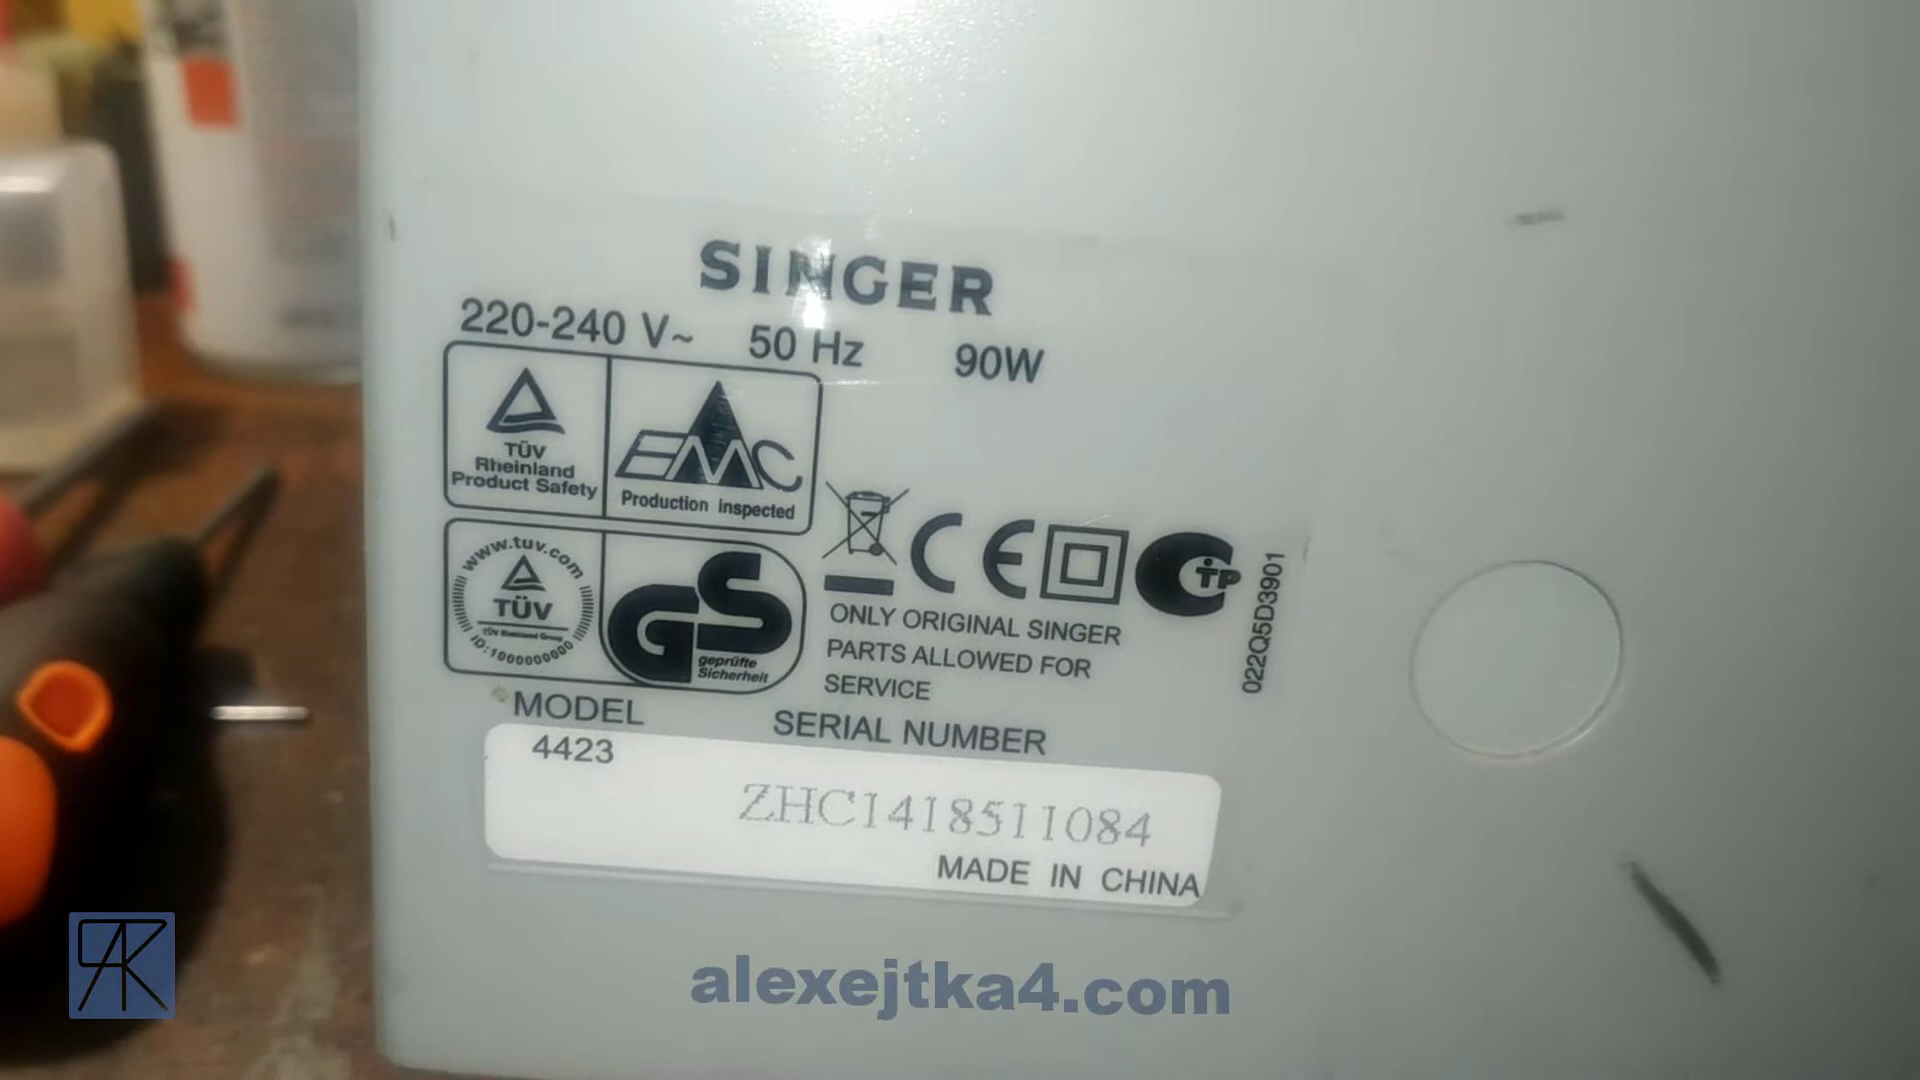 SINGER
220-240 V~ 50 Hz 90W
TÜV
Rheinland
Product Safety
EMC
Production inspected
www.tuv.com
TÜV
TÜV Rheinland Group
ID:1000000000
GS
geprüfte
Sicherheit
CE
ONLY ORIGINAL SINGER
PARTS ALLOWED FOR
SERVICE
022Q5D3901
MODEL SERIAL NUMBER
4423
ZHC1418511084
MADE IN CHINA
alexejtka4.com